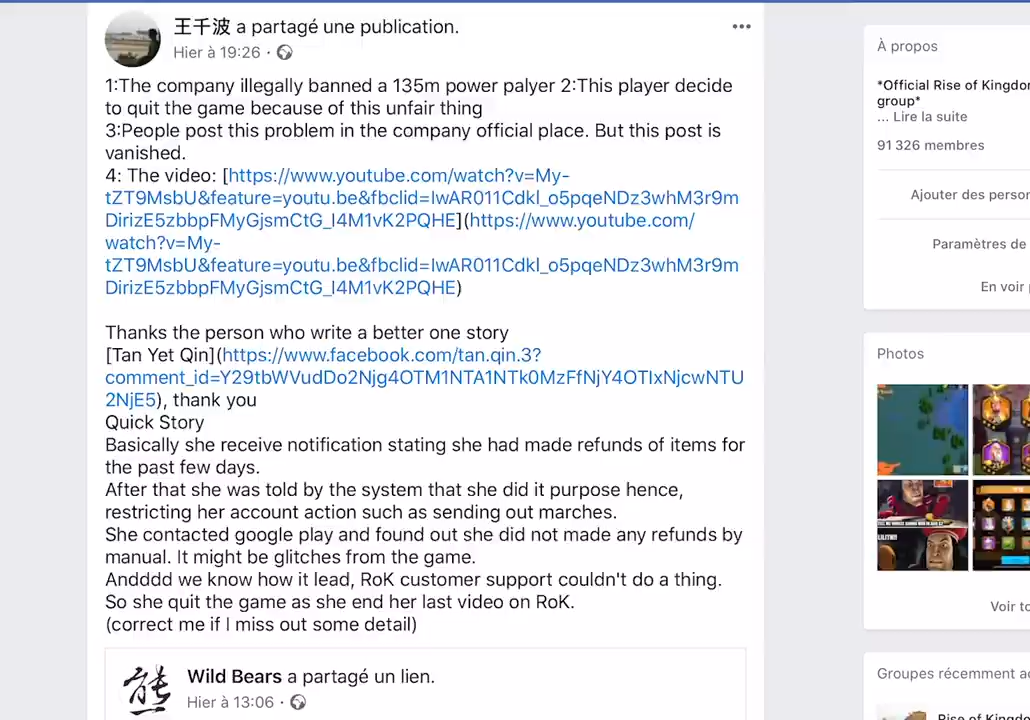 王千波 a partagé une publication.
Hier à 19:26 ·
1:The company illegally banned a 135m power palyer 2:This player decide
to quit the game because of this unfair thing
3:People post this problem in the company official place. But this post is
vanished.
4: The video: [https://www.youtube.com/watch?v=My-
tZT9MsbU&feature=youtu.be&fbclid=IwAR011Cdkl_o5pqeNDz3whM3r9m
DirizE5zbbpFMyGjsmCtG_I4M1vK2PQHE](https://www.youtube.com/
watch?v=My-
tZT9MsbU&feature=youtu.be&fbclid=IwAR011Cdkl_o5pqeNDz3whM3r9m
DirizE5zbbpFMyGjsmCtG_I4M1vK2PQHE)
Thanks the person who write a better one story
[Tan Yet Qin](https://www.facebook.com/tan.qin.3?
comment_id=Y29tbWVudDo2Njg4OTM1NTA1NTk0MzFfNjY4OTIxNjcwNTU
2NjE5), thank you
Quick Story
Basically she receive notification stating she had made refunds of items for
the past few days.
After that she was told by the system that she did it purpose hence,
restricting her account action such as sending out marches.
She contacted google play and found out she did not made any refunds by
manual. It might be glitches from the game.
Andddd we know how it lead, RoK customer support couldn't do a thing.
So she quit the game as she end her last video on RoK.
(correct me if I miss out some detail)
熊
Wild Bears a partagé un lien.
Hier à 13:06 ·
À propos
*Official Rise of Kingdom
group*
... Lire la suite
91 326 membres
Ajouter des person
Paramètres de
En voir p
Photos
Voir to
Groupes récemment ac
Rise of Kingdo